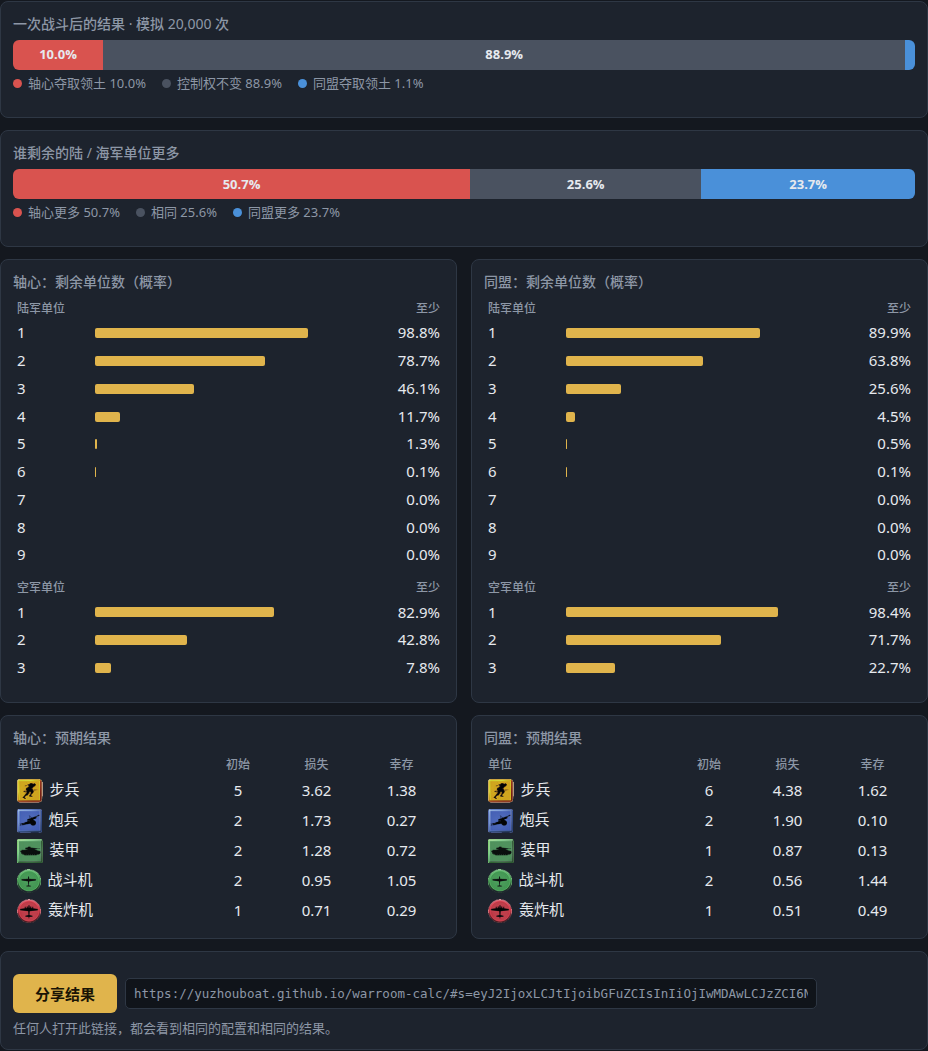 一次战斗后的结果 · 模拟 20,000 次
10.0% 88.9%
轴心夺取领土 10.0% 控制权不变 88.9% 同盟夺取领土 1.1%
谁剩余的陆 / 海军单位更多
50.7% 25.6% 23.7%
轴心更多 50.7% 相同 25.6% 同盟更多 23.7%
轴心：剩余单位数（概率）
陆军单位 至少
1 98.8%
2 78.7%
3 46.1%
4 11.7%
5 1.3%
6 0.1%
7 0.0%
8 0.0%
9 0.0%
空军单位 至少
1 82.9%
2 42.8%
3 7.8%
同盟：剩余单位数（概率）
陆军单位 至少
1 89.9%
2 63.8%
3 25.6%
4 4.5%
5 0.5%
6 0.1%
7 0.0%
8 0.0%
9 0.0%
空军单位 至少
1 98.4%
2 71.7%
3 22.7%
轴心：预期结果
单位 初始 损失 幸存
步兵 5 3.62 1.38
炮兵 2 1.73 0.27
装甲 2 1.28 0.72
战斗机 2 0.95 1.05
轰炸机 1 0.71 0.29
同盟：预期结果
单位 初始 损失 幸存
步兵 6 4.38 1.62
炮兵 2 1.90 0.10
装甲 1 0.87 0.13
战斗机 2 0.56 1.44
轰炸机 1 0.51 0.49
分享结果 https://yuzhouboat.github.io/warroom-calc/#s=eyJ2IjoxLCJtIjoibGFuZCIsInIiOjIwMDAwLCJzZCI6N
任何人打开此链接，都会看到相同的配置和相同的结果。